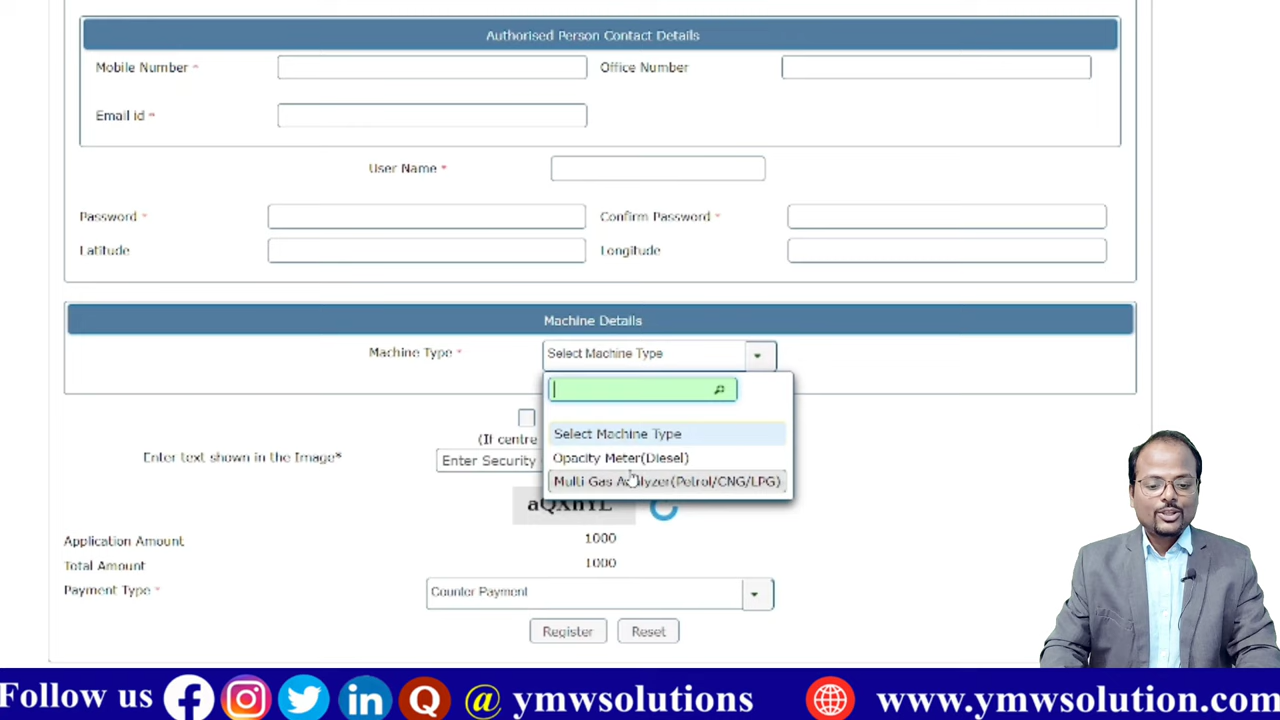 Authorised Person Contact Details
Mobile Number *
Office Number
Email id *
User Name *
Password *
Confirm Password *
Latitude
Longitude
Machine Details
Machine Type *
Select Machine Type
Select Machine Type
Opacity Meter(Diesel)
Multi Gas Analyzer(Petrol/CNG/LPG)
(If centre
Enter text shown in the Image*
Enter Security
Application Amount 1000
Total Amount 1000
Payment Type *
Counter Payment
Register
Reset
Follow us @ ymwsolutions www.ymwsolution.com